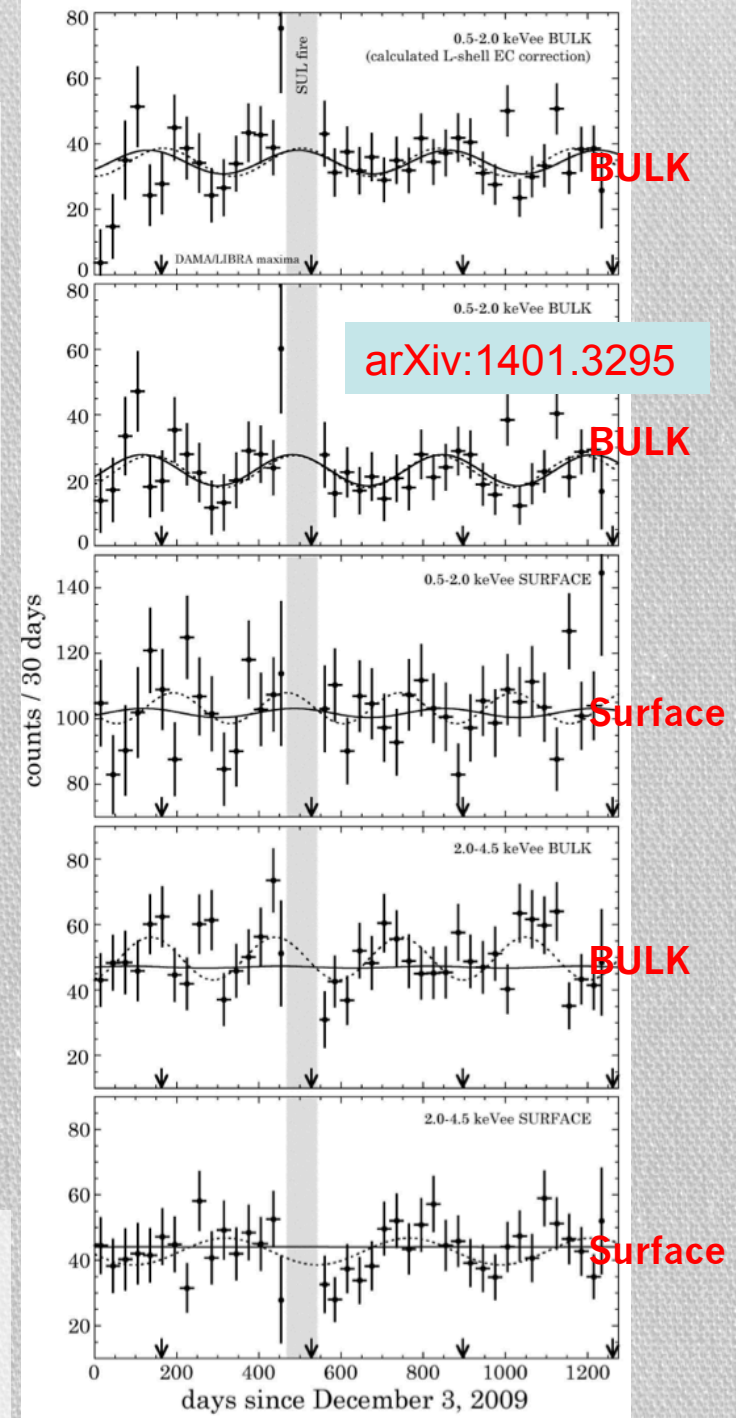 80
60
40
20
0
0.5-2.0 keVee BULK
(calculated L-shell EC correction)
SUL fire
BULK
DAMA/LIBRA maxima
80
60
40
20
0
0.5-2.0 keVee BULK
arXiv:1401.3295
BULK
140
120
100
80
0.5-2.0 keVee SURFACE
Surface
counts / 30 days
80
60
40
20
2.0-4.5 keVee BULK
BULK
80
60
40
20
2.0-4.5 keVee SURFACE
Surface
0 200 400 600 800 1000 1200
days since December 3, 2009